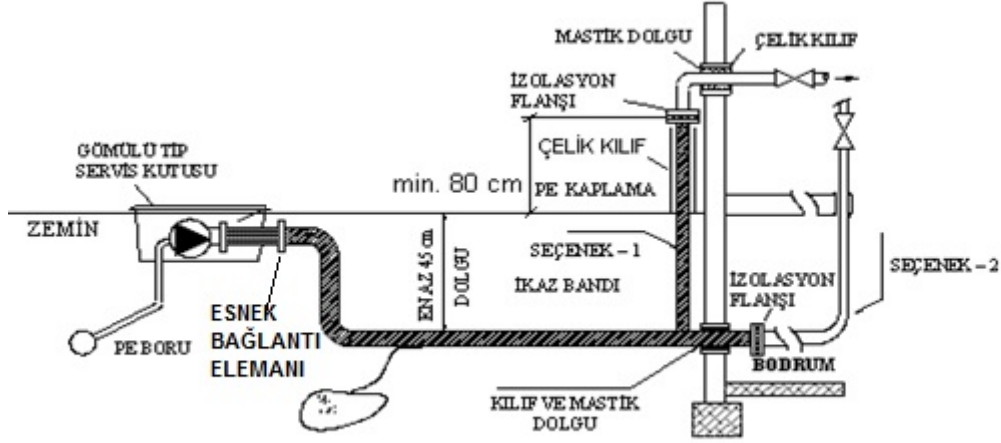 MASTİK DOLGU
ÇELİK KILIF
İZOLASYON
FLANŞI
GÖMÜLÜ TİP
SERVİS KUTUSU
ÇELİK KILIF
min. 80 cm
PE KAPLAMA
ZEMİN
EN AZ 45 cm
DOLGU
SEÇENEK - 1
İKAZ BANDI
İZOLASYON
FLANŞI
SEÇENEK - 2
ESNEK
BAĞLANTI
ELEMANI
PE BORU
BODRUM
KILIF VE MASTİK
DOLGU